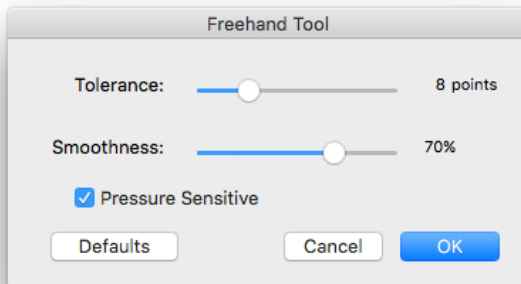 Freehand Tool
Tolerance: 8 points
Smoothness: 70%
Pressure Sensitive
Defaults Cancel OK